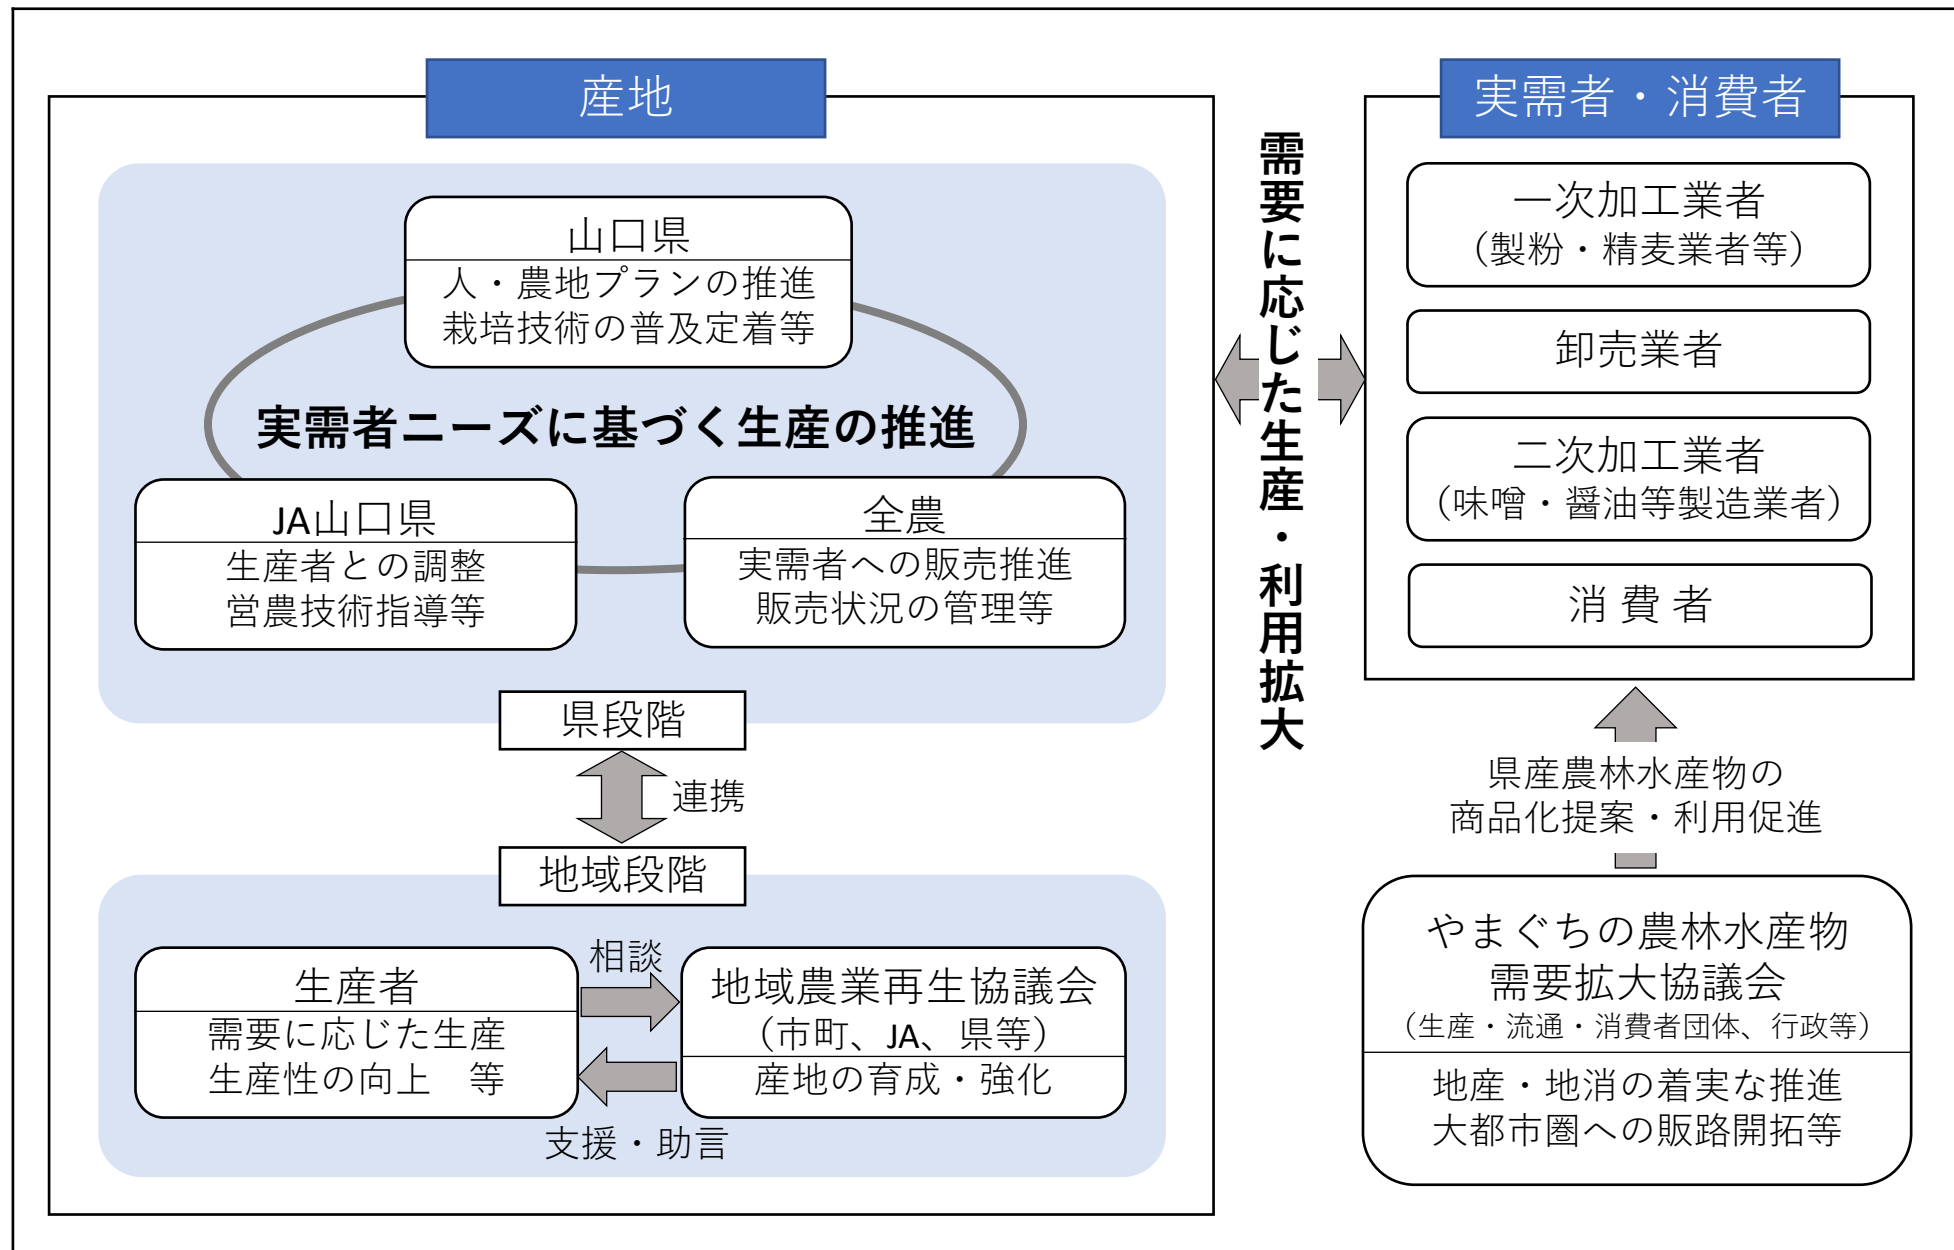 産地
山口県
人・農地プランの推進
栽培技術の普及定着等
実需者ニーズに基づく生産の推進
JA山口県
生産者との調整
営農技術指導等
全農
実需者への販売推進
販売状況の管理等
県段階
連携
地域段階
生産者
需要に応じた生産
生産性の向上　等
相談
支援・助言
地域農業再生協議会
（市町、JA、県等）
産地の育成・強化
需要に応じた生産・利用拡大
実需者・消費者
一次加工業者
（製粉・精麦業者等）
卸売業者
二次加工業者
（味噌・醤油等製造業者）
消 費 者
県産農林水産物の
商品化提案・利用促進
やまぐちの農林水産物
需要拡大協議会
（生産・流通・消費者団体、行政等）
地産・地消の着実な推進
大都市圏への販路開拓等